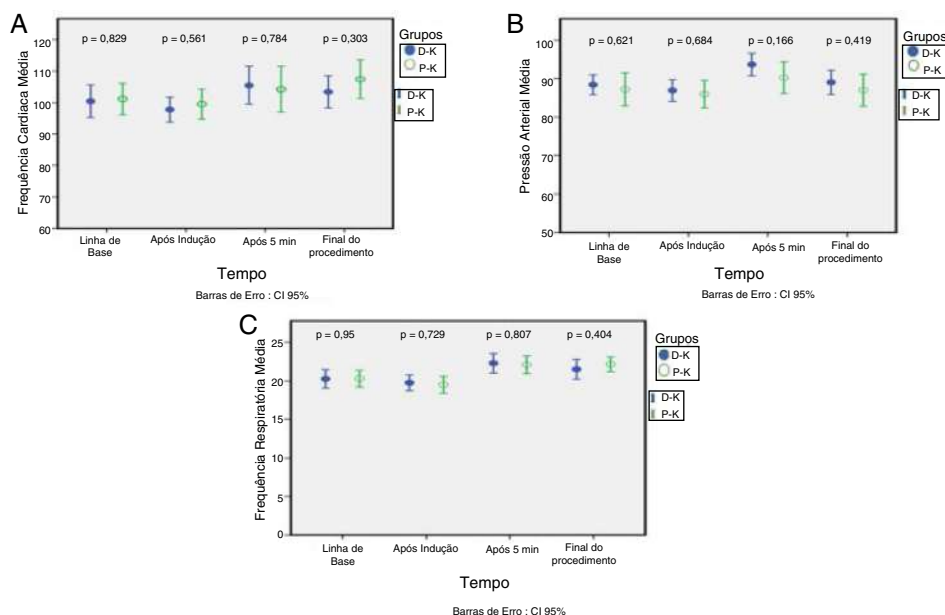 A
Frequência Cardíaca Média
120
110
100
90
80
70
60
p = 0,829 p = 0,561 p = 0,784 p = 0,303
Linha de Base
Após Indução
Após 5 min
Final do procedimento
Tempo
Barras de Erro : CI 95%
Grupos
D-K
P-K
D-K
P-K
B
Pressão Arterial Média
100
90
80
70
60
50
p = 0,621 p = 0,684 p = 0,166 p = 0,419
Linha de Base
Após Indução
Após 5 min
Final do procedimento
Tempo
Barras de Erro : CI 95%
Grupos
D-K
P-K
D-K
P-K
C
Frequência Respiratória Média
25
20
15
10
5
0
p = 0,95 p = 0,729 p = 0,807 p = 0,404
Linha de Base
Após Indução
Após 5 min
Final do procedimento
Tempo
Barras de Erro : CI 95%
Grupos
D-K
P-K
D-K
P-K